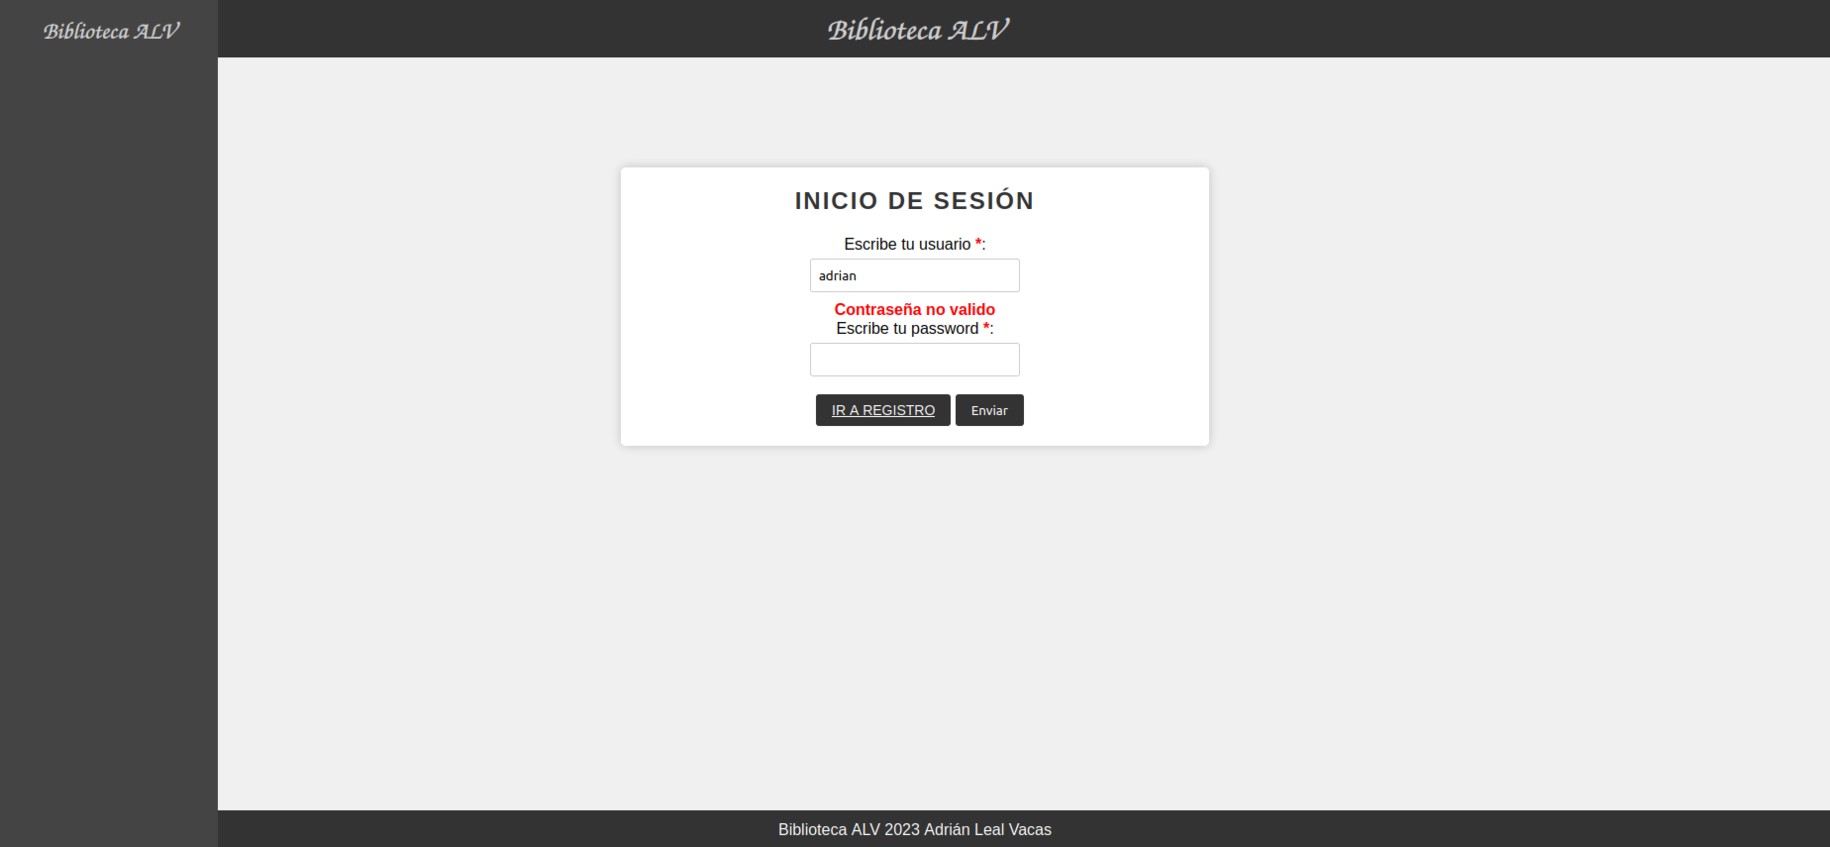 Biblioteca ALV
Biblioteca ALV
INICIO DE SESIÓN
Escribe tu usuario *:
adrian
Contraseña no valido
Escribe tu password *:
IR A REGISTRO
Enviar
Biblioteca ALV 2023 Adrián Leal Vacas